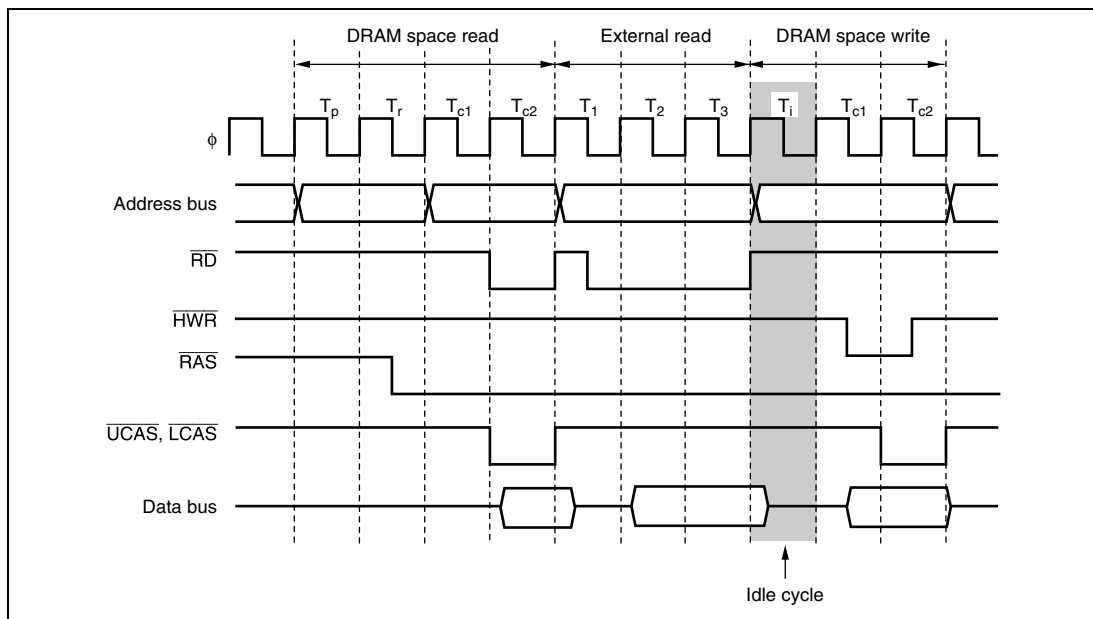 DRAM space read External read DRAM space write
Tp Tr Tc1 Tc2 T1 T2 T3 Ti Tc1 Tc2
ϕ
Address bus
RD
HWR
RAS
UCAS, LCAS
Data bus
Idle cycle